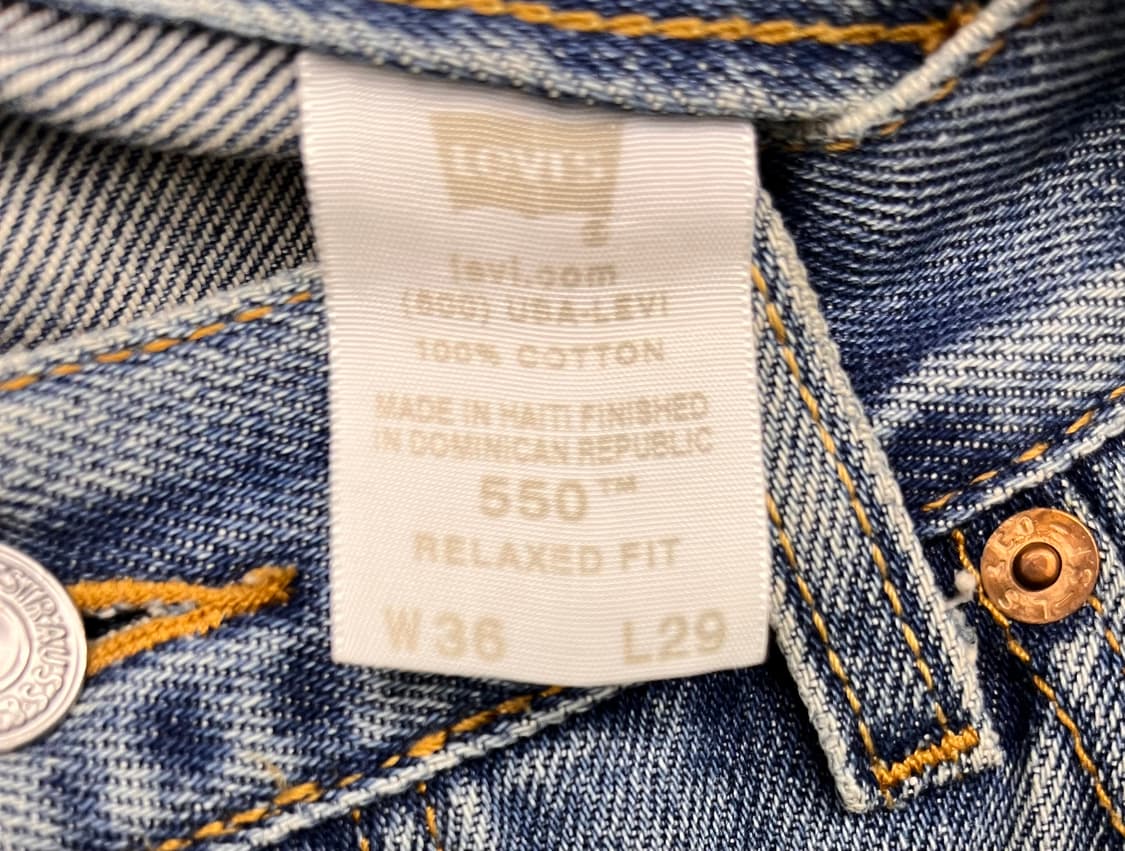 LEVI'S
levi.com
(800) USA-LEVI
100% COTTON
MADE IN HAITI FINISHED
IN DOMINICAN REPUBLIC
550™
RELAXED FIT
W36 L29
STRAUSS